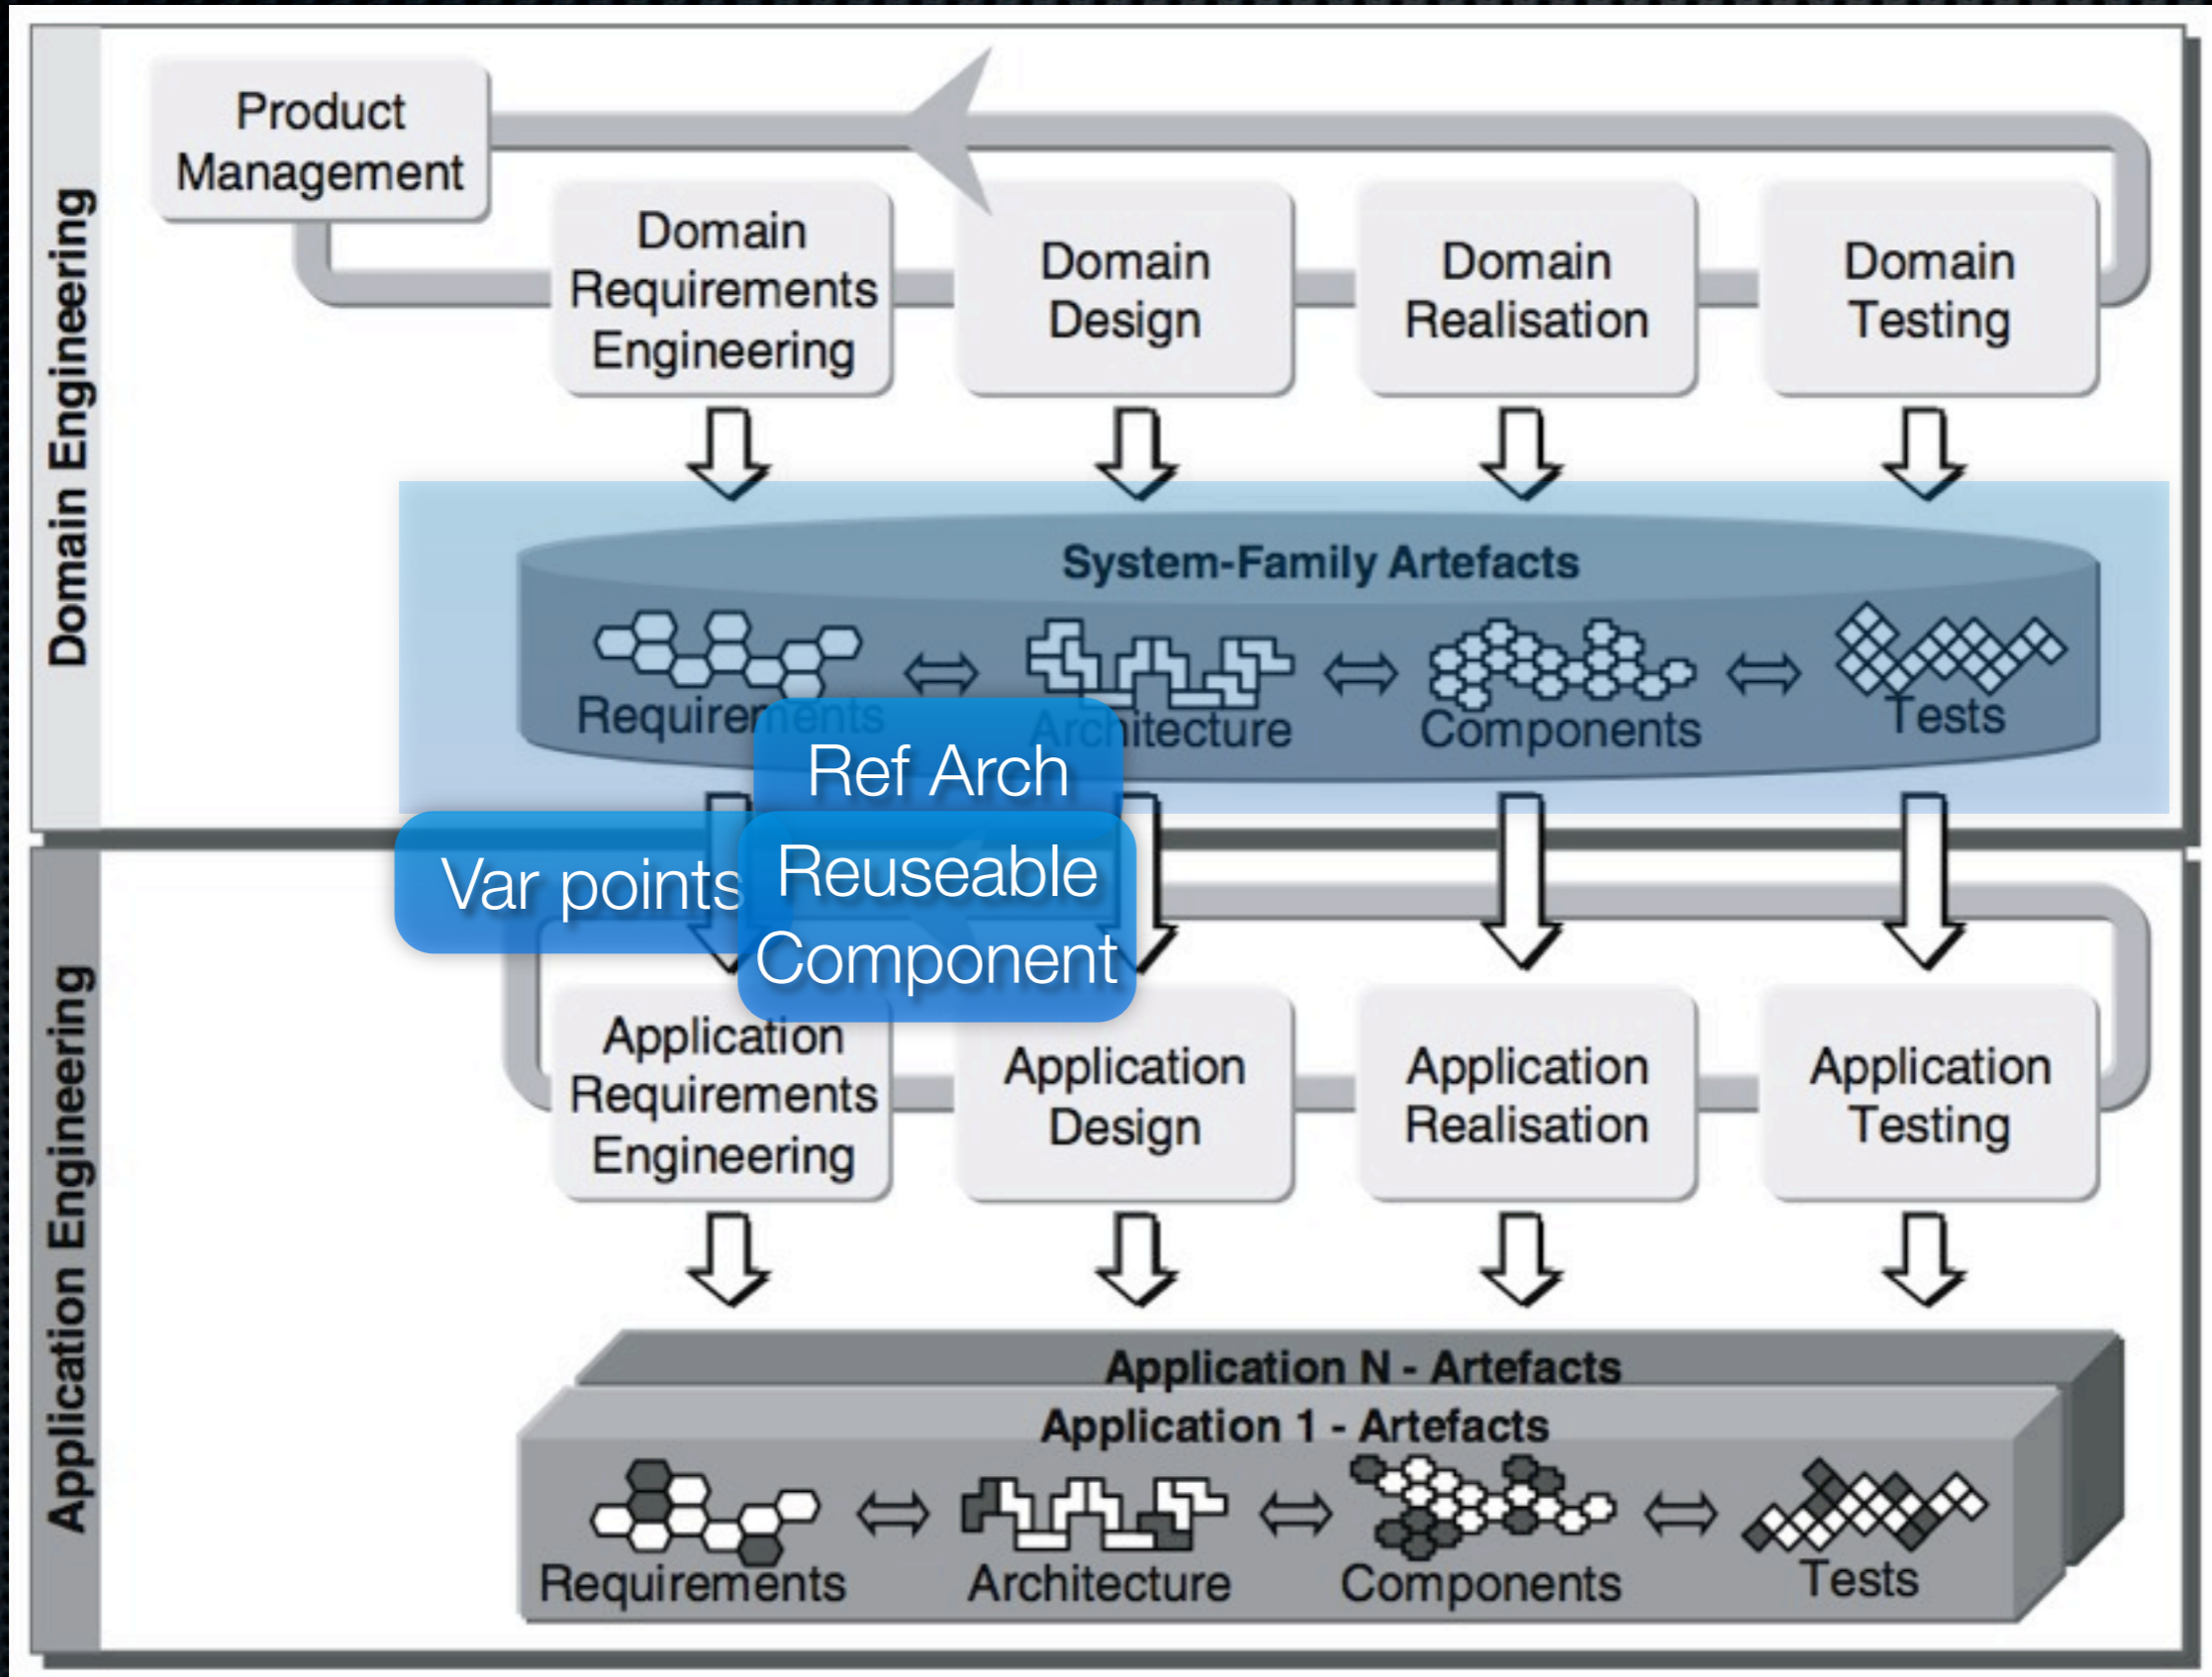 Domain Engineering
Product
Management
Domain
Requirements
Engineering
Domain
Design
Domain
Realisation
Domain
Testing
System-Family Artefacts
Requirements
Architecture
Components
Tests
Ref Arch
Var points
Reuseable
Component
Application Engineering
Application
Requirements
Engineering
Application
Design
Application
Realisation
Application
Testing
Application N - Artefacts
Application 1 - Artefacts
Requirements
Architecture
Components
Tests